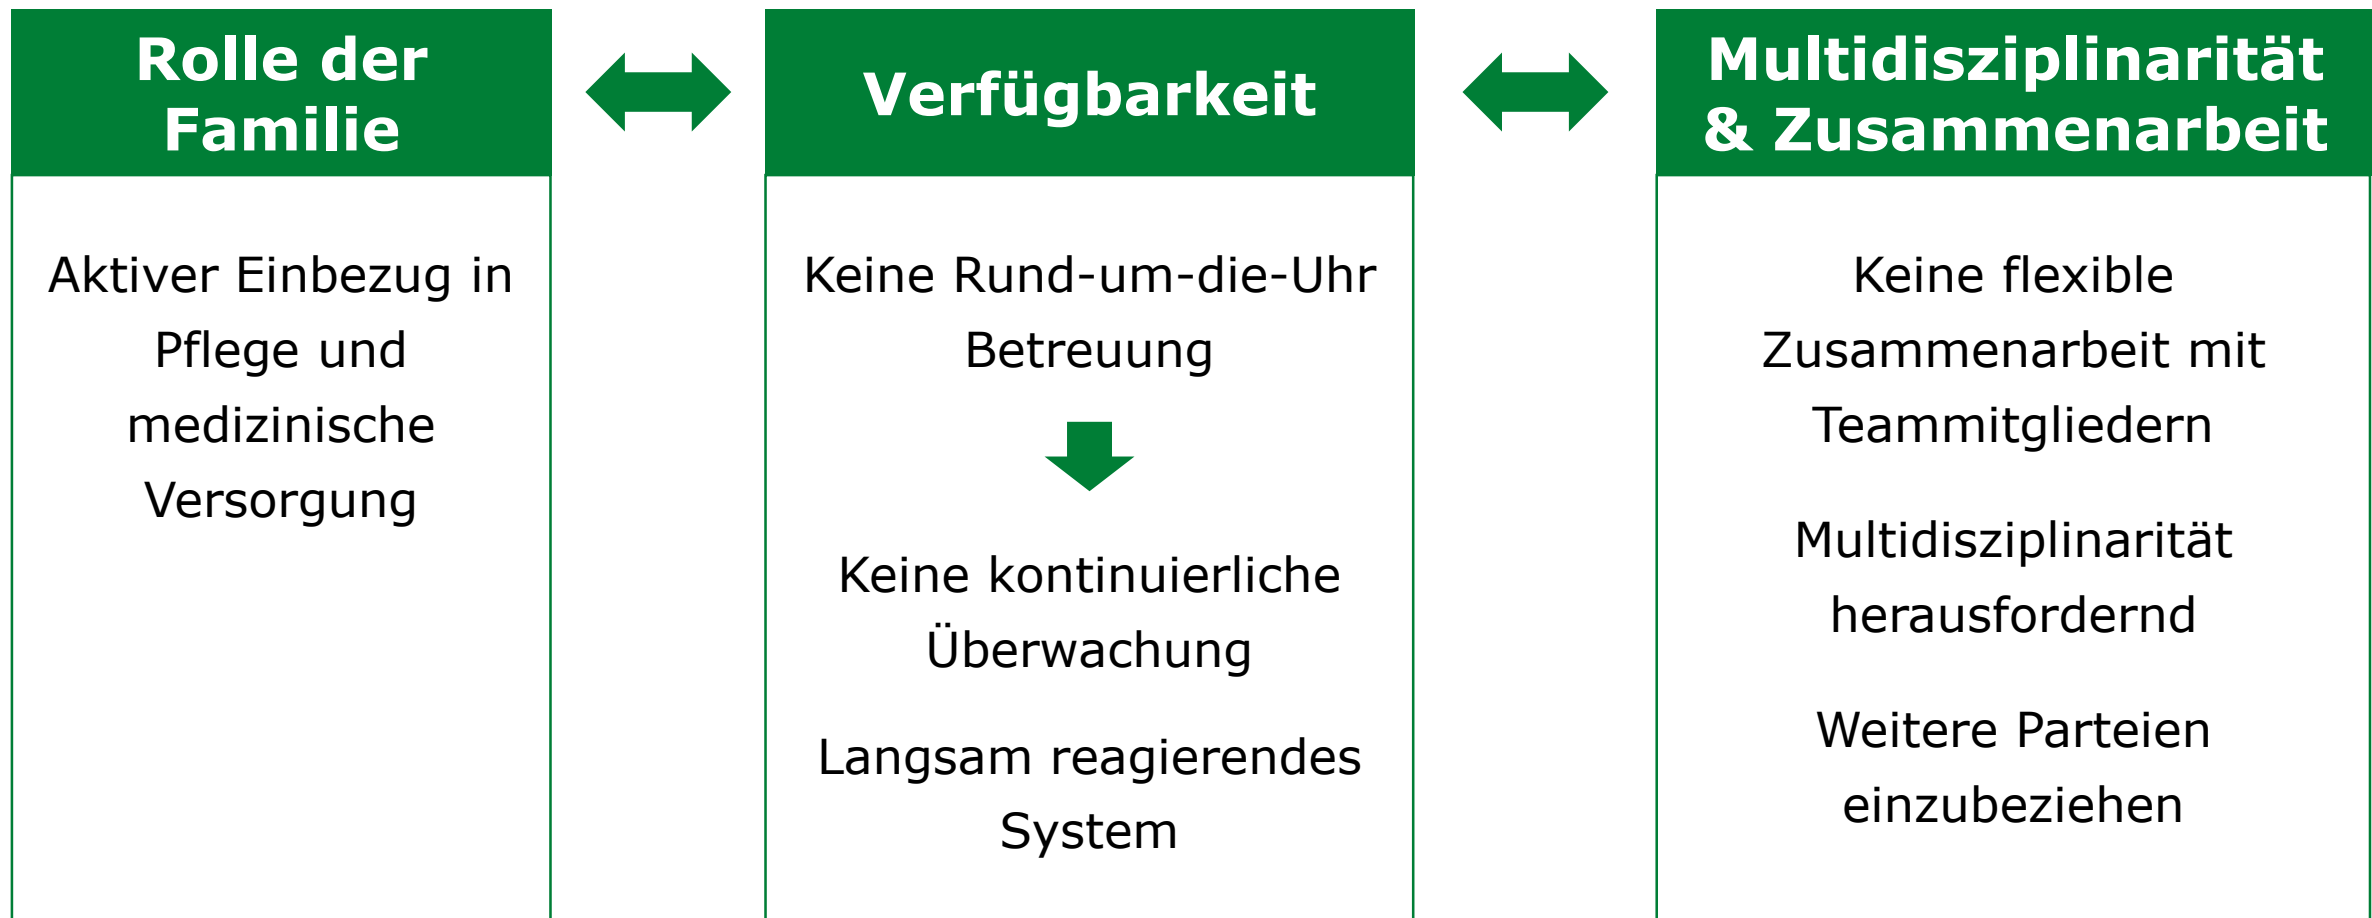 Rolle der
Familie
Aktiver Einbezug in
Pflege und
medizinische
Versorgung
Verfügbarkeit
Keine Rund-um-die-Uhr
Betreuung
Keine kontinuierliche
Überwachung
Langsam reagierendes
System
Multidisziplinarität
& Zusammenarbeit
Keine flexible
Zusammenarbeit mit
Teammitgliedern
Multidisziplinarität
herausfordernd
Weitere Parteien
einzubeziehen